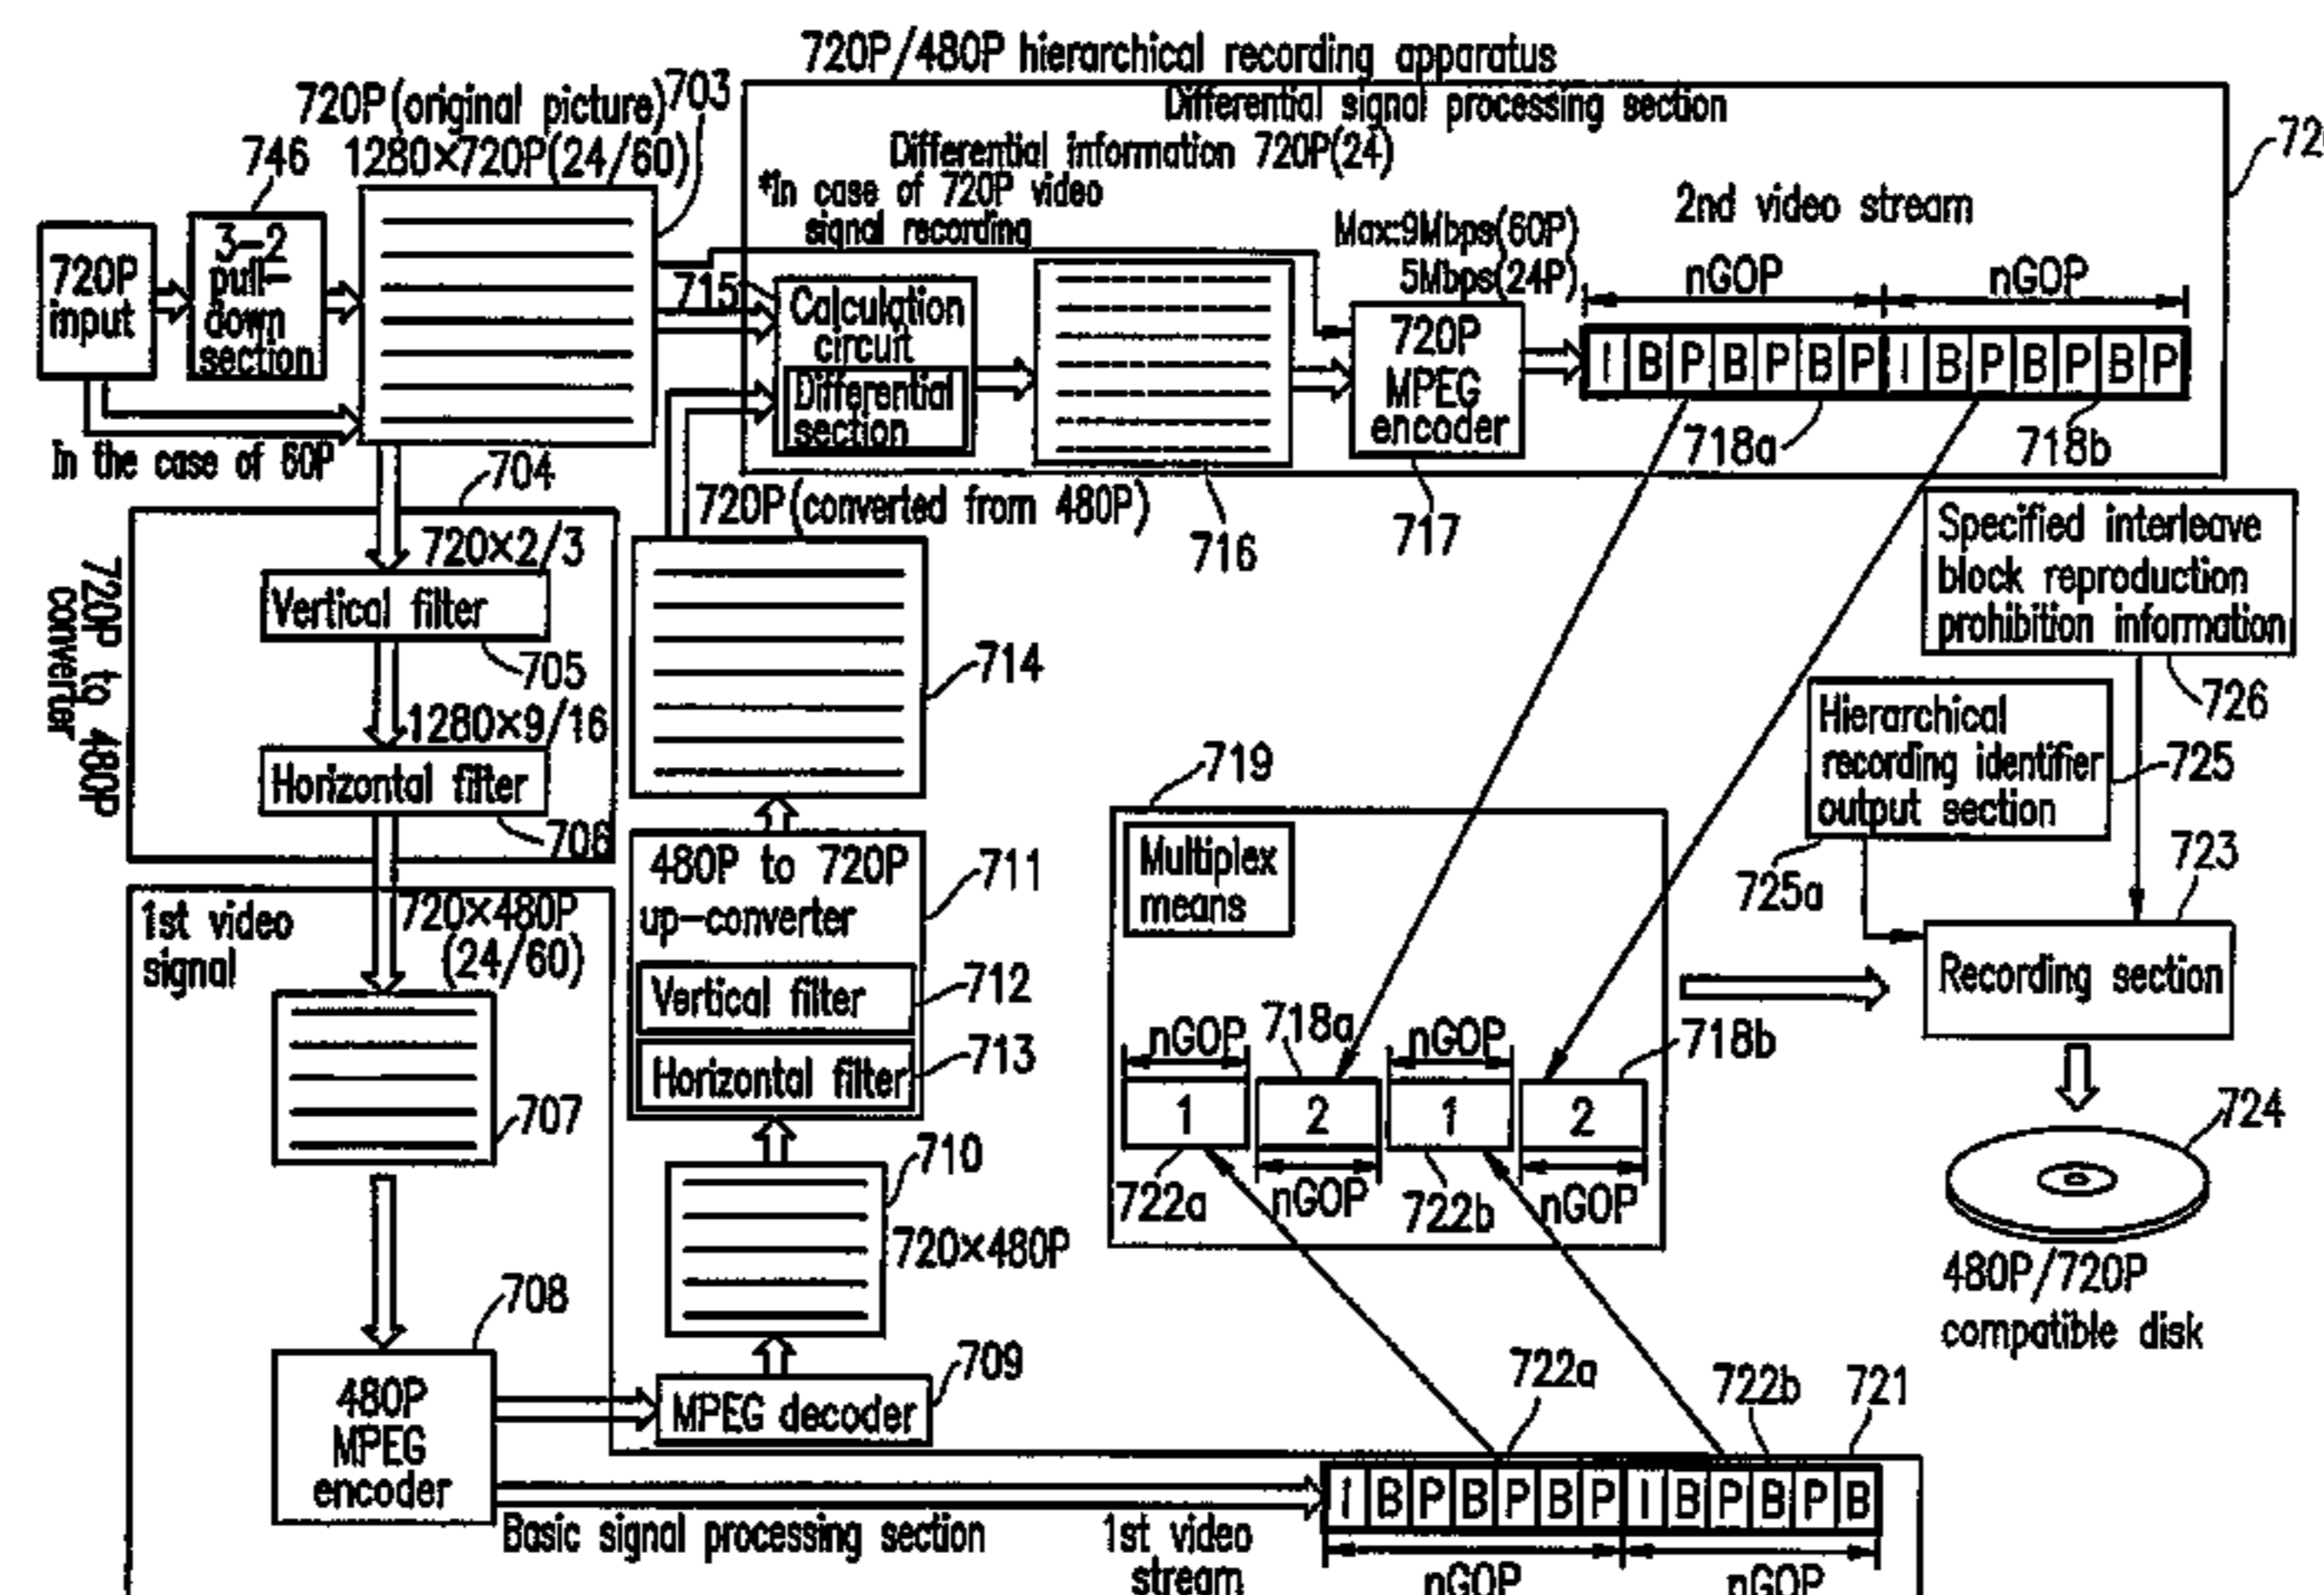 720P/480P hierarchical recording apparatus
Differential signal processing section
720P(original picture)
703
746
1280×720P(24/60)
Differential information 720P(24)
*In case of 720P video
signal recording
2nd video stream
Max:9Mbps(60P)
5Mbps(24P)
nGOP
nGOP
720P
input
3-2
pull-
down
section
715
Calculation
circuit
Differential
section
720P
MPEG
encoder
I B P B P B P I B P B P B P
718a
718b
In the case of 60P
704
720P(converted from 480P)
716
717
720P to 480P
converter
720×2/3
Vertical filter
705
1280×9/16
Horizontal filter
706
714
Specified interleave
block reproduction
prohibition information
726
Hierarchical
recording identifier
output section
725
725a
723
Recording section
719
Multiplex
means
480P to 720P
up-converter
711
Vertical filter
712
Horizontal filter
713
1st video
signal
720×480P
(24/60)
707
nGOP
718a
nGOP
718b
1
2
1
2
722a
nGOP
722b
nGOP
724
480P/720P
compatible disk
710
720×480P
708
709
480P
MPEG
encoder
MPEG decoder
722a
722b
721
I B P B P B P I B P B P B
Basic signal processing section
1st video
stream
nGOP
nGOP